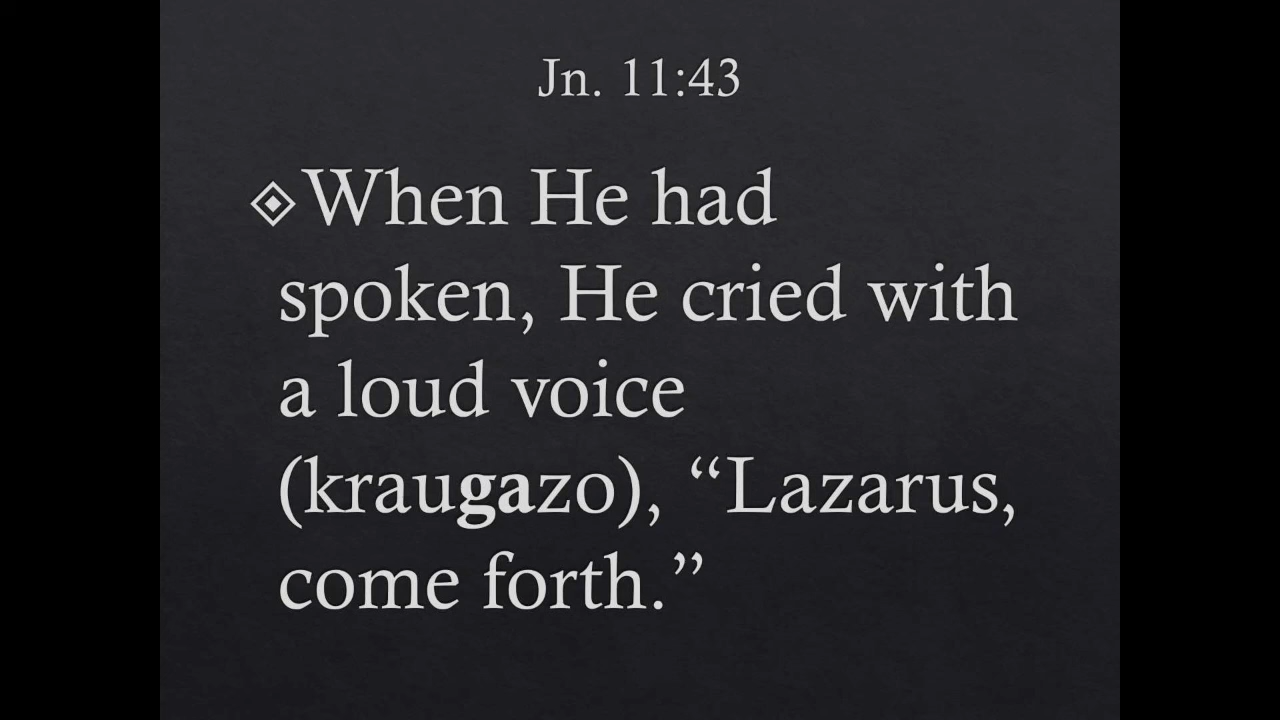 Jn. 11:43
When He had
spoken, He cried with
a loud voice
(kraugazo), “Lazarus,
come forth.”